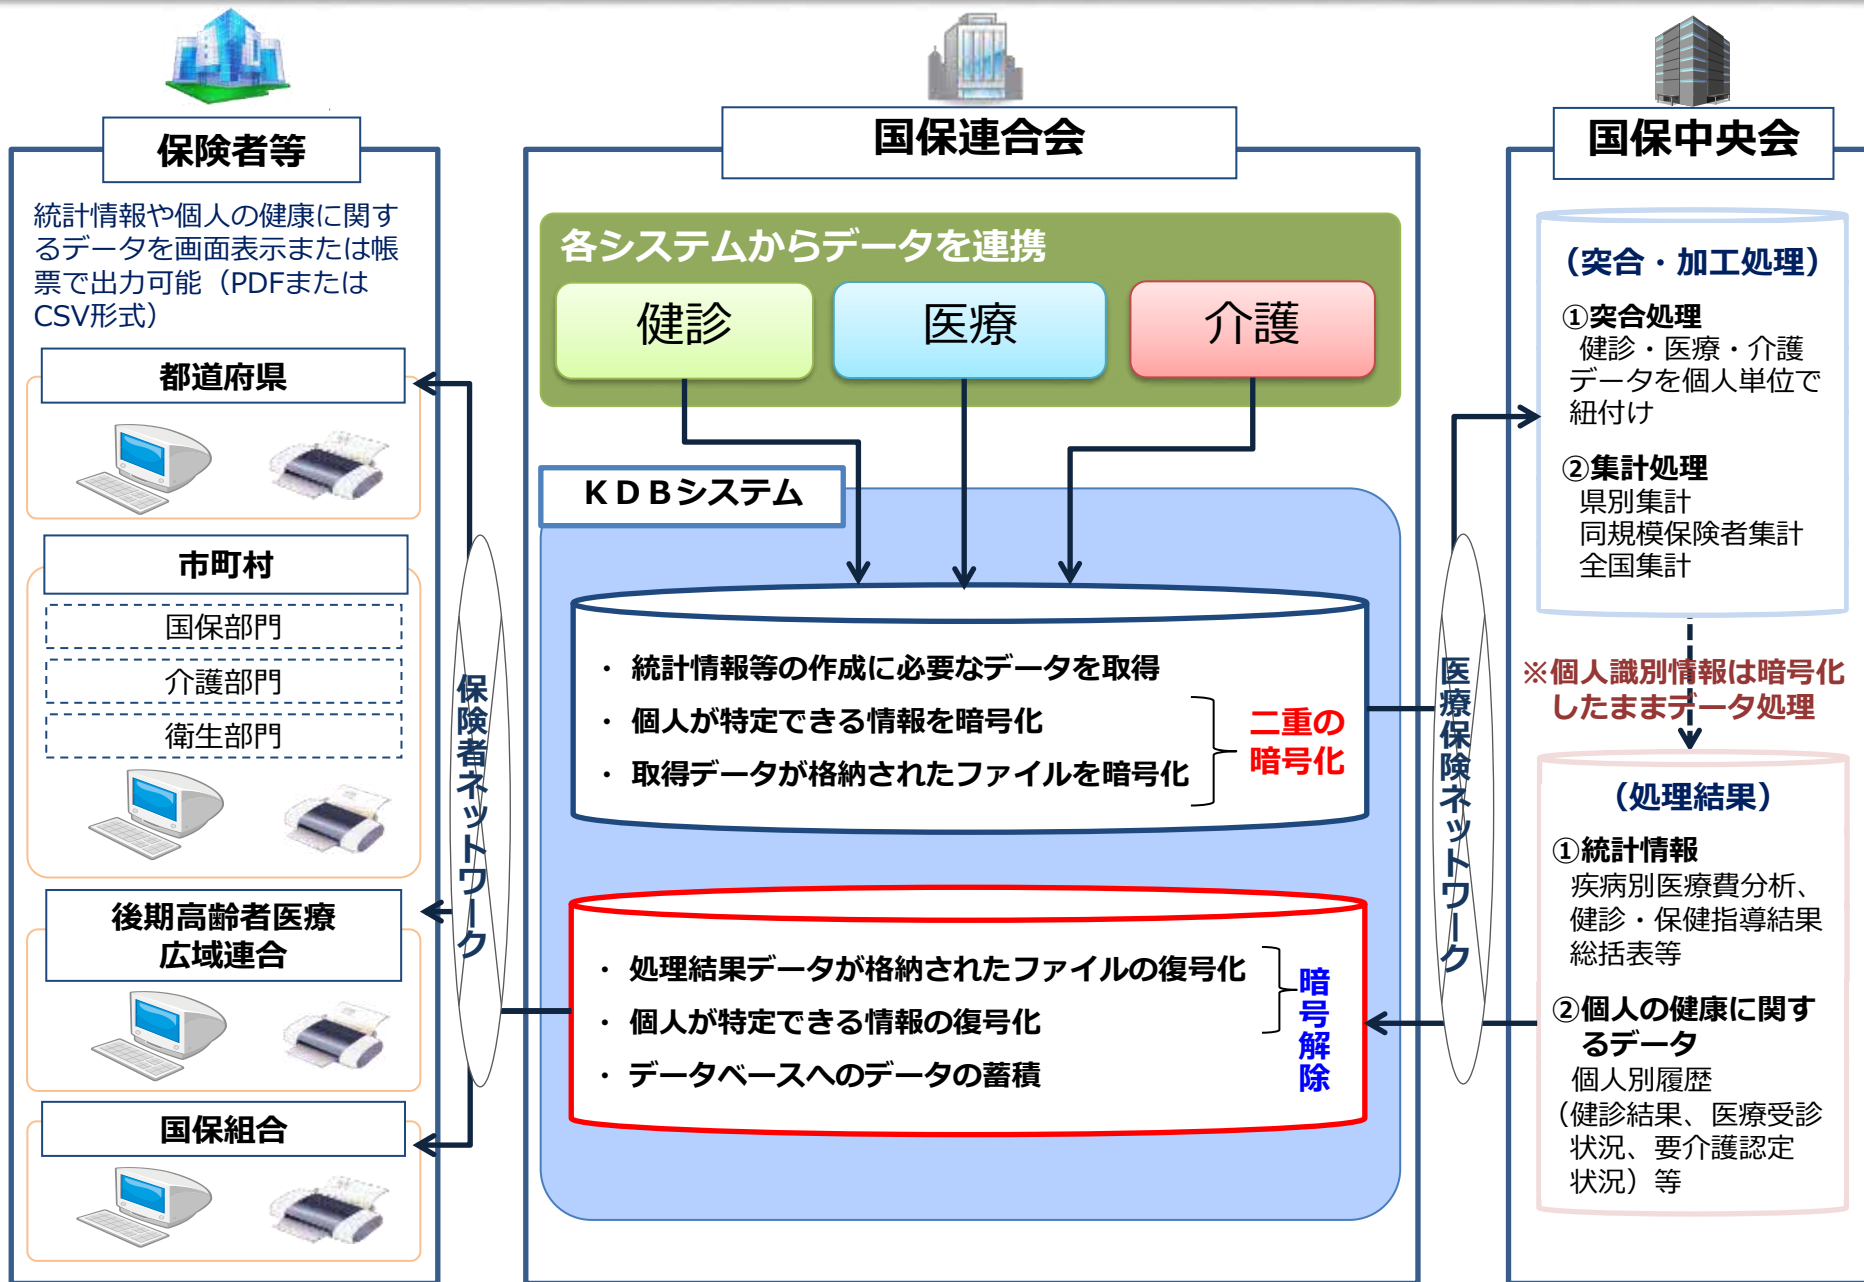 保険者等
統計情報や個人の健康に関す
るデータを画面表示または帳
票で出力可能（PDFまたは
CSV形式）
都道府県
市町村
国保部門
介護部門
衛生部門
後期高齢者医療
広域連合
国保組合
保険者ネットワーク
国保連合会
各システムからデータを連携
健診
医療
介護
ＫＤＢシステム
・ 統計情報等の作成に必要なデータを取得
・ 個人が特定できる情報を暗号化
・ 取得データが格納されたファイルを暗号化
二重の
暗号化
・ 処理結果データが格納されたファイルの復号化
・ 個人が特定できる情報の復号化
・ データベースへのデータの蓄積
暗号解除
医療保険ネットワーク
国保中央会
（突合・加工処理）
①突合処理
健診・医療・介護
データを個人単位で
紐付け
②集計処理
県別集計
同規模保険者集計
全国集計
※個人識別情報は暗号化
したままデータ処理
（処理結果）
①統計情報
疾病別医療費分析、
健診・保健指導結果
総括表等
②個人の健康に関す
るデータ
個人別履歴
（健診結果、医療受診
状況、要介護認定
状況）等